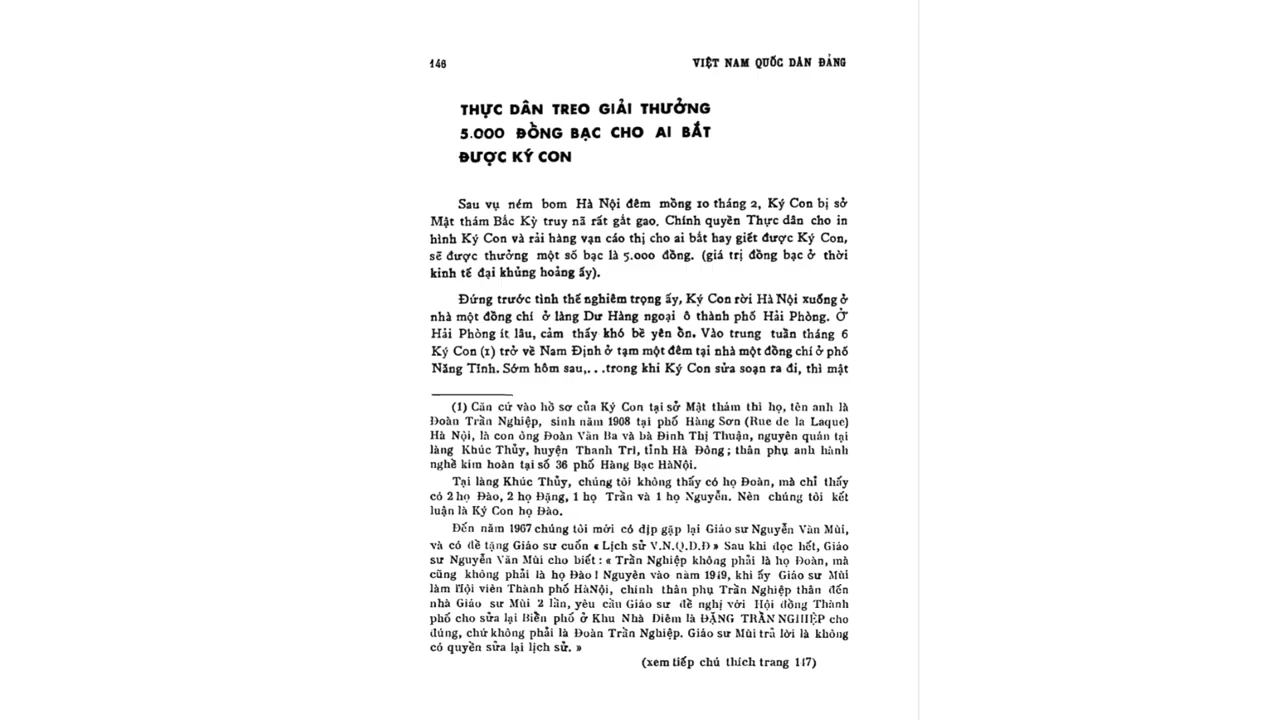 146
VIỆT NAM QUỐC DÂN ĐẢNG
THỰC DÂN TREO GIẢI THƯỞNG
5.000 ĐỒNG BẠC CHO AI BẮT
ĐƯỢC KÝ CON
Sau vụ ném bom Hà Nội đêm mồng 10 tháng 2, Ký Con bị sở
Mật thám Bắc Kỳ truy nã rất gắt gao. Chính quyền Thực dân cho in
hình Ký Con và rải hàng vạn cáo thị cho ai bắt hay giết được Ký Con,
sẽ được thưởng một số bạc là 5.000 đồng. (giá trị đồng bạc ở thời
kinh tế đại khủng hoảng ấy).
Đứng trước tình thế nghiêm trọng ấy, Ký Con rời Hà Nội xuống ở
nhà một đồng chí ở làng Dư Hàng ngoại ô thành phố Hải Phòng. Ở
Hải Phòng ít lâu, cảm thấy khó bề yên ổn. Vào trung tuần tháng 6
Ký Con (1) trở về Nam Định ở tạm một đêm tại nhà một đồng chí ở phố
Năng Tĩnh. Sớm hôm sau,...trong khi Ký Con sửa soạn ra đi, thì mật
(1) Căn cứ vào hồ sơ của Ký Con tại sở Mật thám thì họ, tên anh là
Đoàn Trần Nghiệp, sinh năm 1908 tại phố Hàng Sơn (Rue de la Laque)
Hà Nội, là con ông Đoàn Văn Ba và bà Đinh Thị Thuận, nguyên quán tại
làng Khúc Thủy, huyện Thanh Trì, tỉnh Hà Đông ; thân phụ anh hành
nghề kim hoàn tại số 36 phố Hàng Bạc HàNội.
Tại làng Khúc Thủy, chúng tôi không thấy có họ Đoàn, mà chỉ thấy
có 2 họ Đào, 2 họ Đặng, 1 họ Trần và 1 họ Nguyễn. Nên chúng tôi kết
luận là Ký Con họ Đào.
Đến năm 1967 chúng tôi mới có dịp gặp lại Giáo sư Nguyễn Văn Mùi,
và có đề tặng Giáo sư cuốn « Lịch sử V.N.Q.D.Đ » Sau khi đọc hết, Giáo
sư Nguyễn Văn Mùi cho biết : « Trần Nghiệp không phải là họ Đoàn, mà
cũng không phải là họ Đào ! Nguyên vào năm 1949, khi ấy Giáo sư Mùi
làm Hội viên Thành phố HàNội, chính thân phụ Trần Nghiệp thân đến
nhà Giáo sư Mùi 2 lần, yêu cầu Giáo sư đề nghị với Hội đồng Thành
phố cho sửa lại Biển phố ở Khu Nhà Diêm là ĐẶNG TRẦN NGHIỆP cho
đúng, chứ không phải là Đoàn Trần Nghiệp. Giáo sư Mùi trả lời là không
có quyền sửa lại lịch sử. »
(xem tiếp chú thích trang 147)